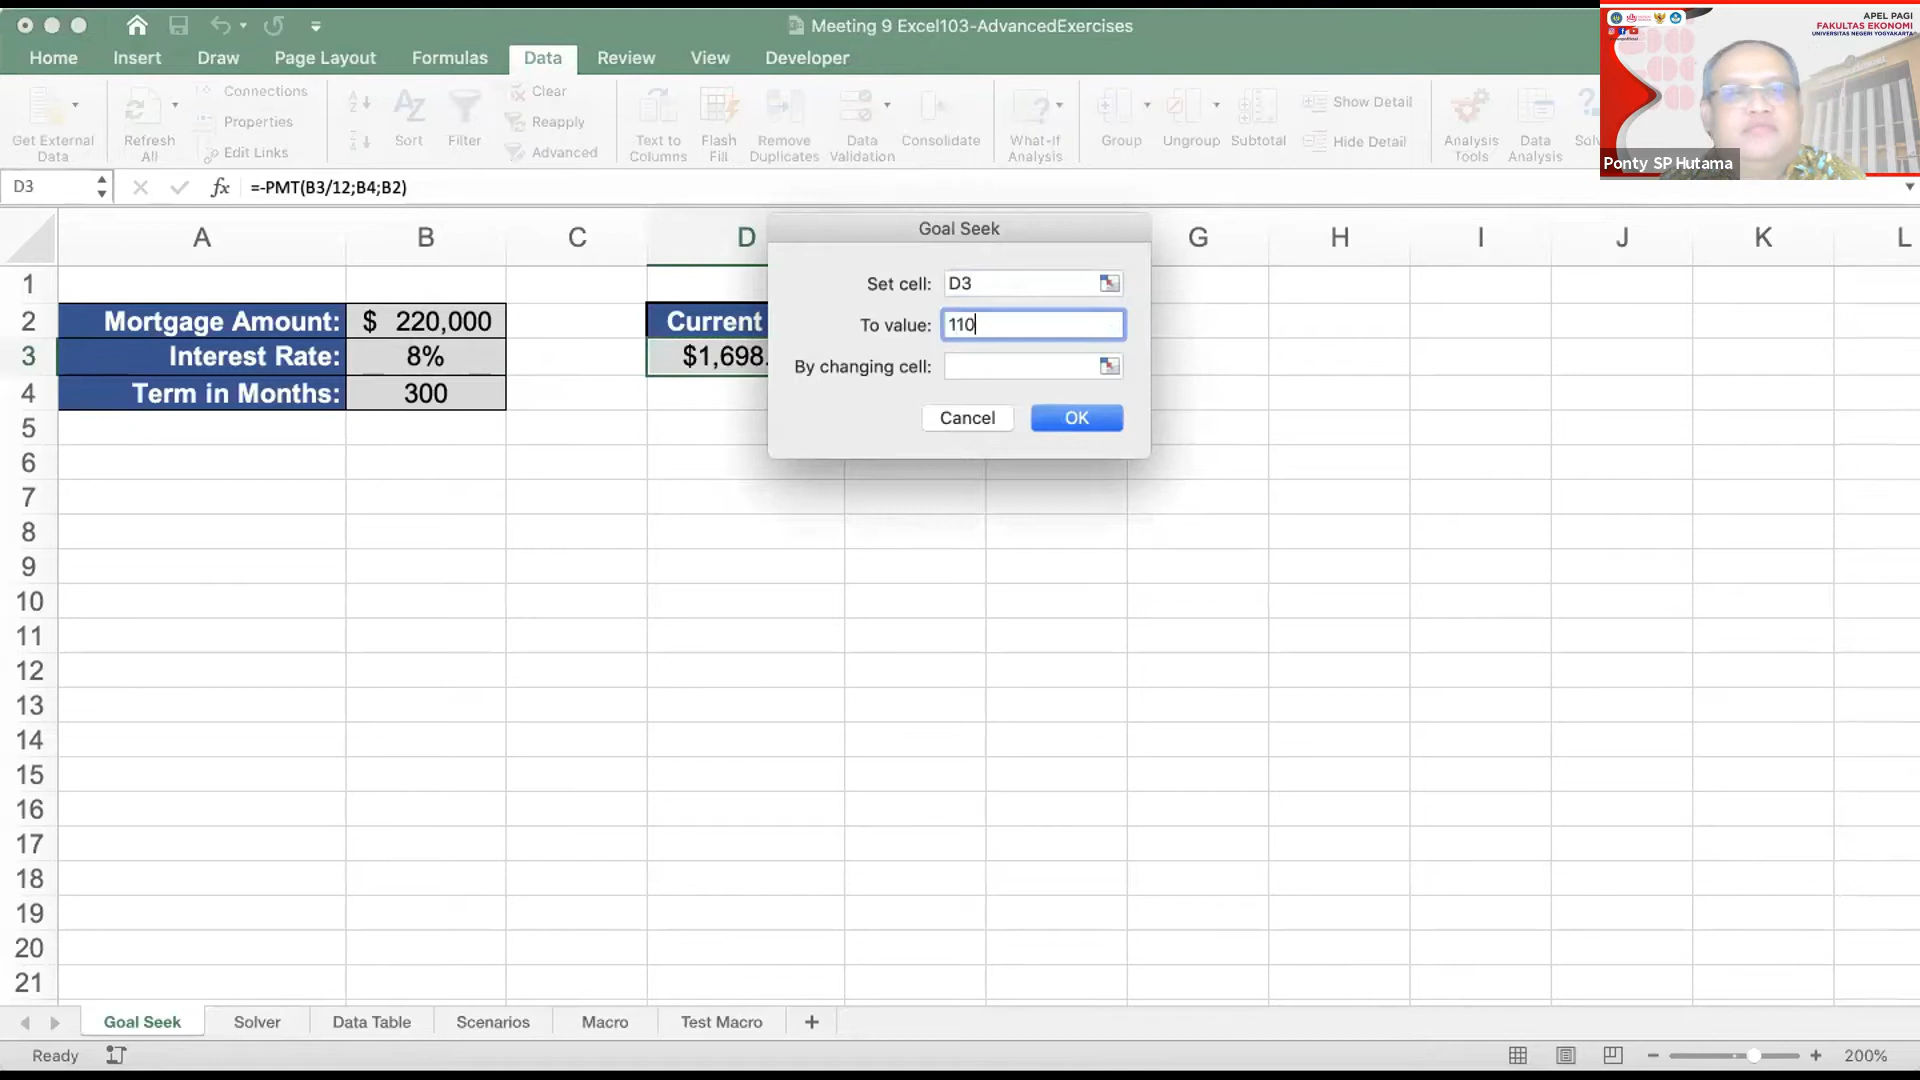 Meeting 9 Excel103-AdvancedExercises
Home Insert Draw Page Layout Formulas Data Review View Developer
Get External Data
Refresh All
Connections
Properties
Edit Links
Sort
Filter
Clear
Reapply
Advanced
Text to Columns
Flash Fill
Remove Duplicates
Data Validation
Consolidate
What-If Analysis
Group
Ungroup
Subtotal
Show Detail
Hide Detail
Analysis Tools
Data Analysis
APEL PAGI
FAKULTAS EKONOMI
UNIVERSITAS NEGERI YOGYAKARTA
Ponty SP Hutama
D3 fx =-PMT(B3/12;B4;B2)
A B C D G H I J K L
1
2 Mortgage Amount: $ 220,000 Current
3 Interest Rate: 8% $1,698.
4 Term in Months: 300
5
6
7
8
9
10
11
12
13
14
15
16
17
18
19
20
21
Goal Seek
Set cell: D3
To value: 110
By changing cell:
Cancel OK
Goal Seek Solver Data Table Scenarios Macro Test Macro +
Ready
200%